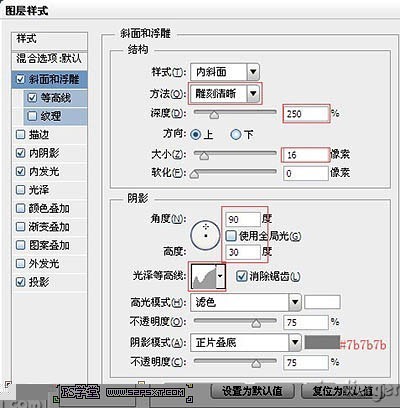 图层样式
样式
混合选项:默认
斜面和浮雕
等高线
纹理
描边
内阴影
内发光
光泽
颜色叠加
渐变叠加
图案叠加
外发光
投影
斜面和浮雕
结构
样式(T): 内斜面
方法(Q): 雕刻清晰
深度(D): 250 %
方向: 上 下
大小(Z): 16 像素
软化(F): 0 像素
阴影
角度(N): 90 度
使用全局光(G)
高度: 30 度
光泽等高线: 消除锯齿(L)
高光模式(H): 滤色
不透明度(O): 75 %
阴影模式(A): 正片叠底 #7b7b7b
不透明度(C): 75 %
设置为默认值 复位为默认值
WWW.52PSXT.COM